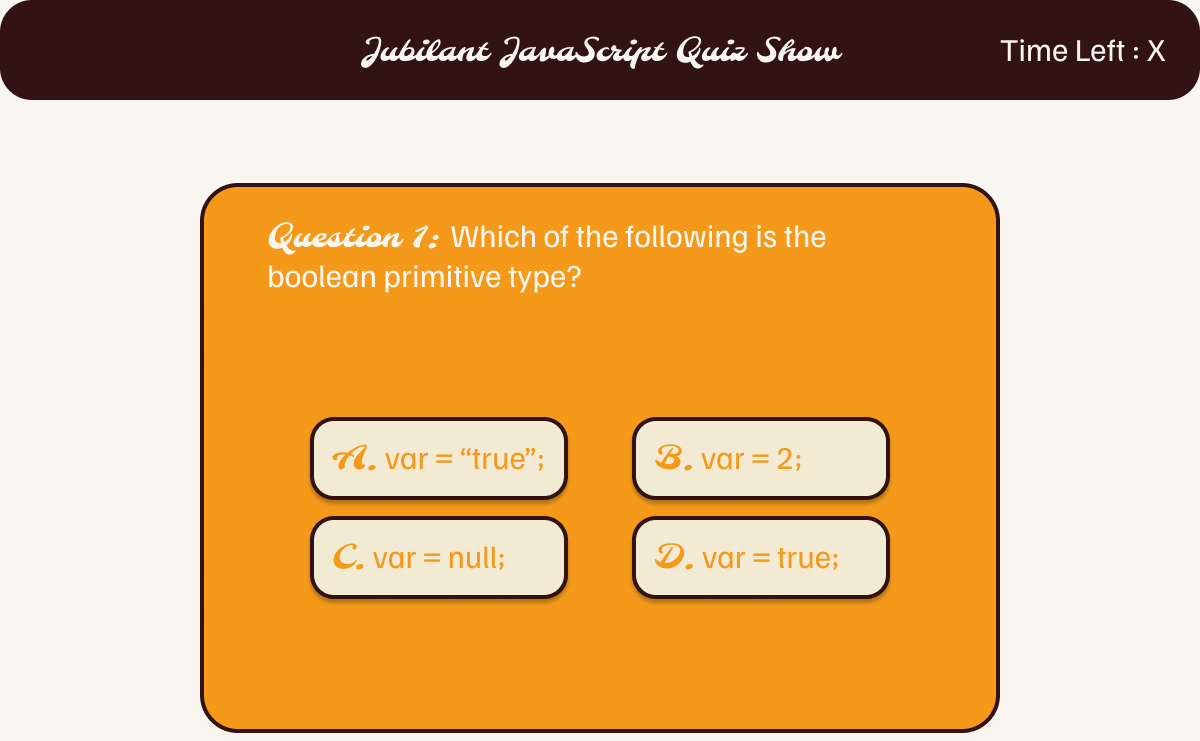 Jubilant JavaScript Quiz Show
Time Left : X
Question 1: Which of the following is the
boolean primitive type?
A. var = “true”;
B. var = 2;
C. var = null;
D. var = true;